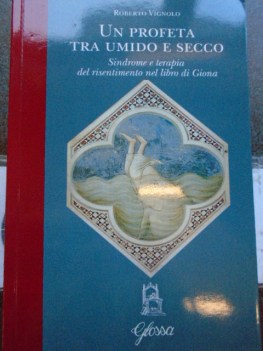 ROBERTO VIGNOLO
UN PROFETA
TRA UMIDO E SECCO
Sindrome e terapia
del risentimento nel libro di Giona
Glossa